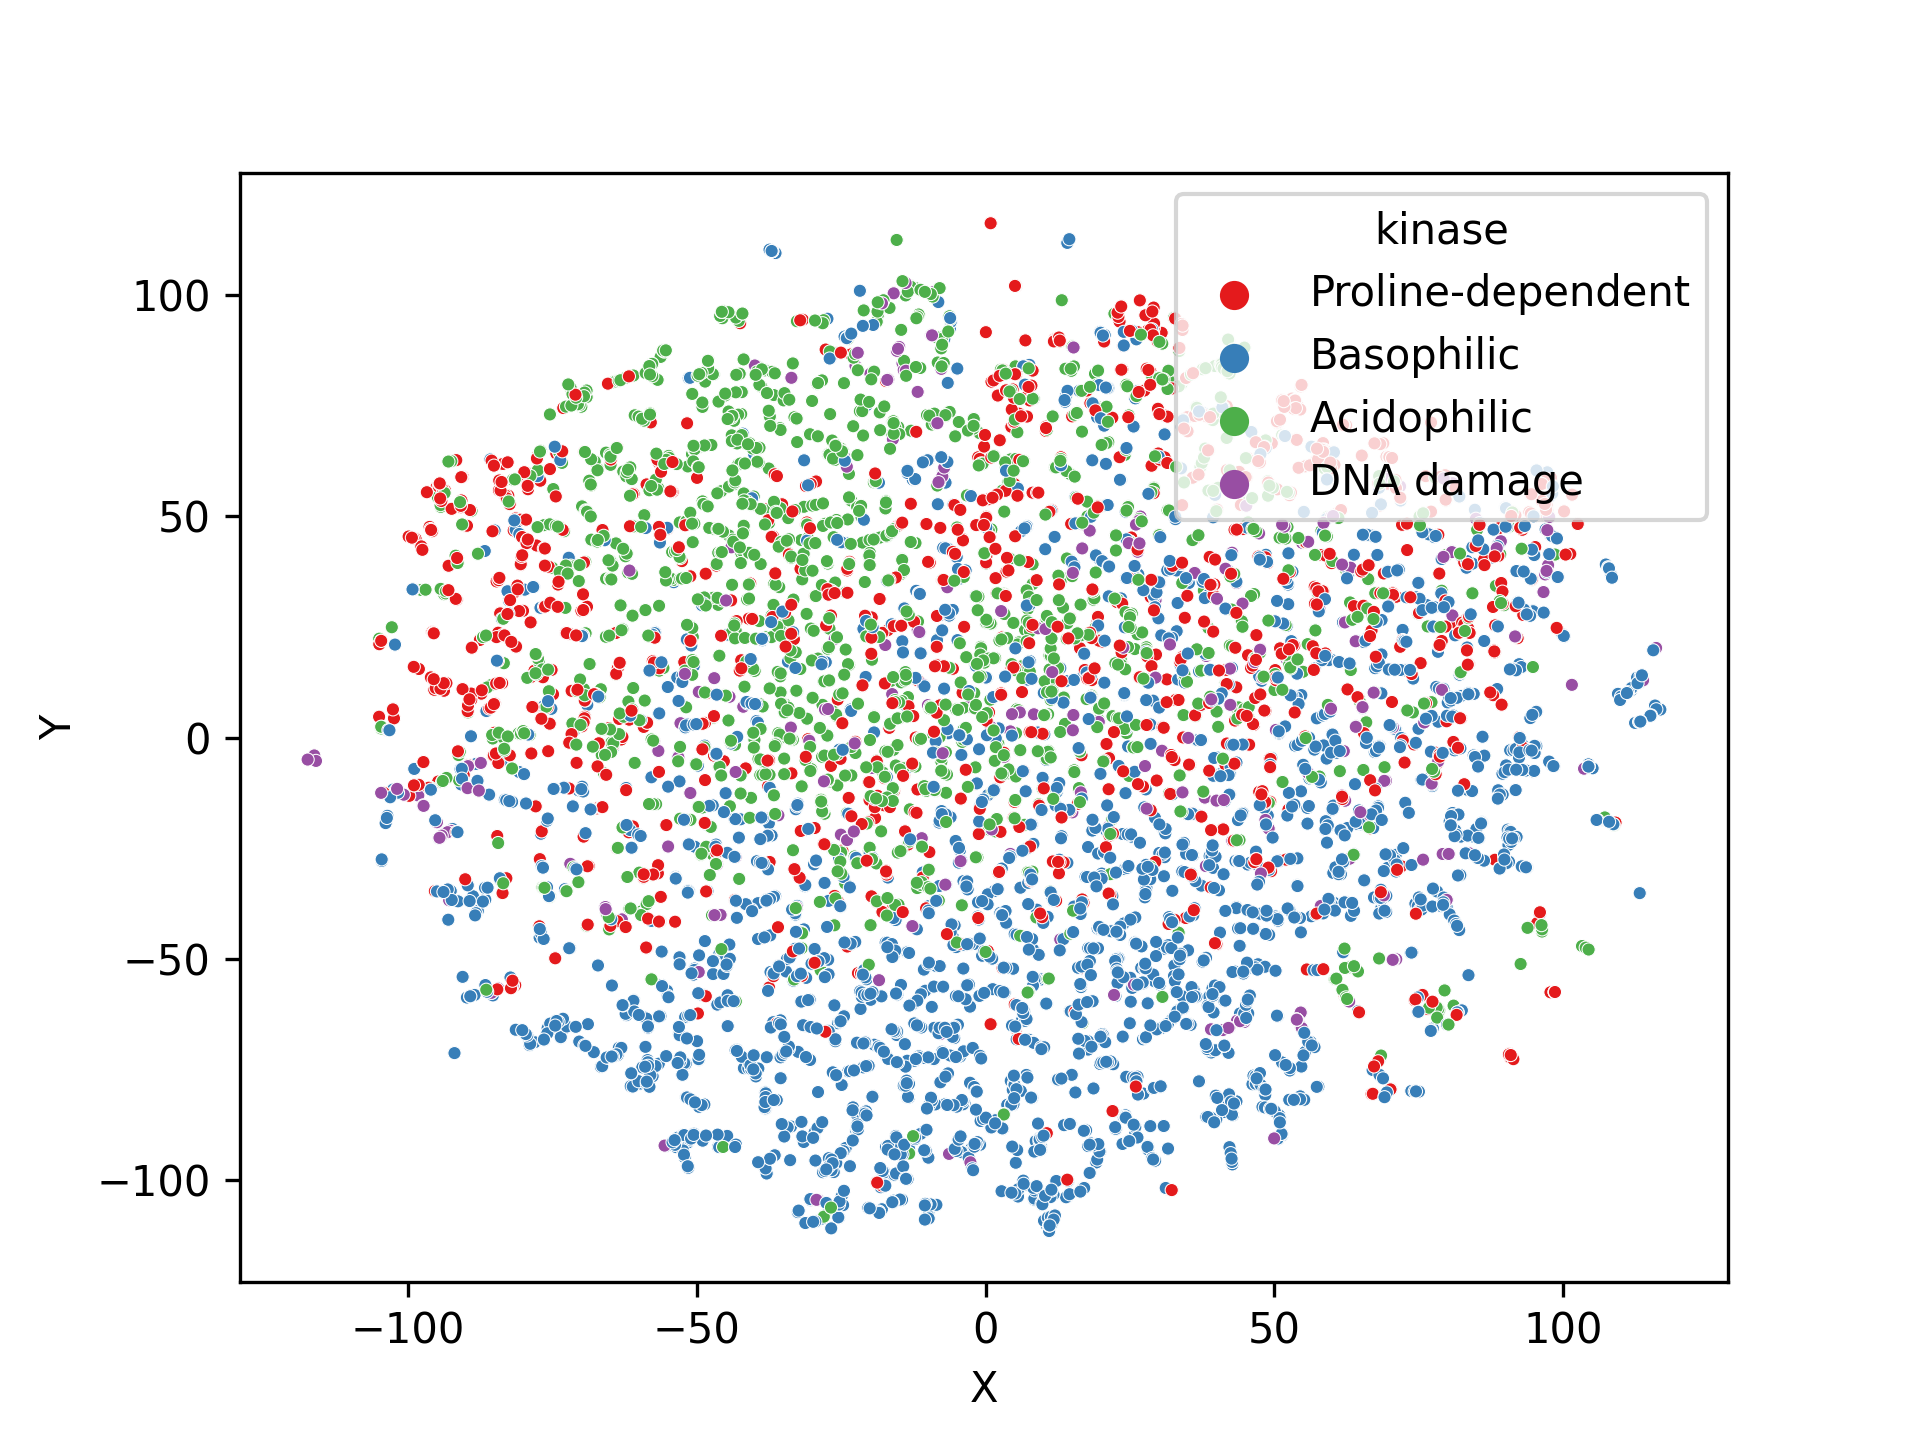 kinase
Proline-dependent
Basophilic
Acidophilic
DNA damage
100
50
0
−50
−100
Y
−100 −50 0 50 100
X